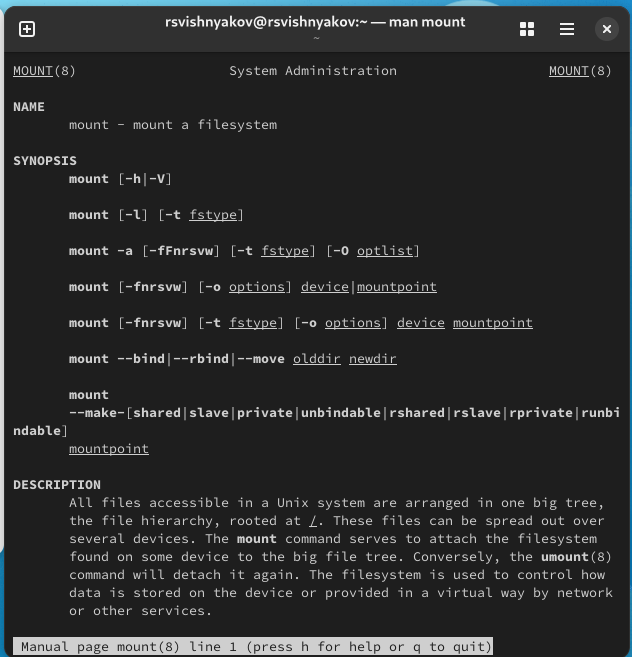 rsvishnyakov@rsvishnyakov:~ — man mount
~
MOUNT(8) System Administration MOUNT(8)
NAME
mount - mount a filesystem
SYNOPSIS
mount [-h|-V]
mount [-l] [-t fstype]
mount -a [-fFnrsvw] [-t fstype] [-O optlist]
mount [-fnrsvw] [-o options] device|mountpoint
mount [-fnrsvw] [-t fstype] [-o options] device mountpoint
mount --bind|--rbind|--move olddir newdir
mount
--make-[shared|slave|private|unbindable|rshared|rslave|rprivate|runbi
ndable]
mountpoint
DESCRIPTION
All files accessible in a Unix system are arranged in one big tree,
the file hierarchy, rooted at /. These files can be spread out over
several devices. The mount command serves to attach the filesystem
found on some device to the big file tree. Conversely, the umount(8)
command will detach it again. The filesystem is used to control how
data is stored on the device or provided in a virtual way by network
or other services.
Manual page mount(8) line 1 (press h for help or q to quit)